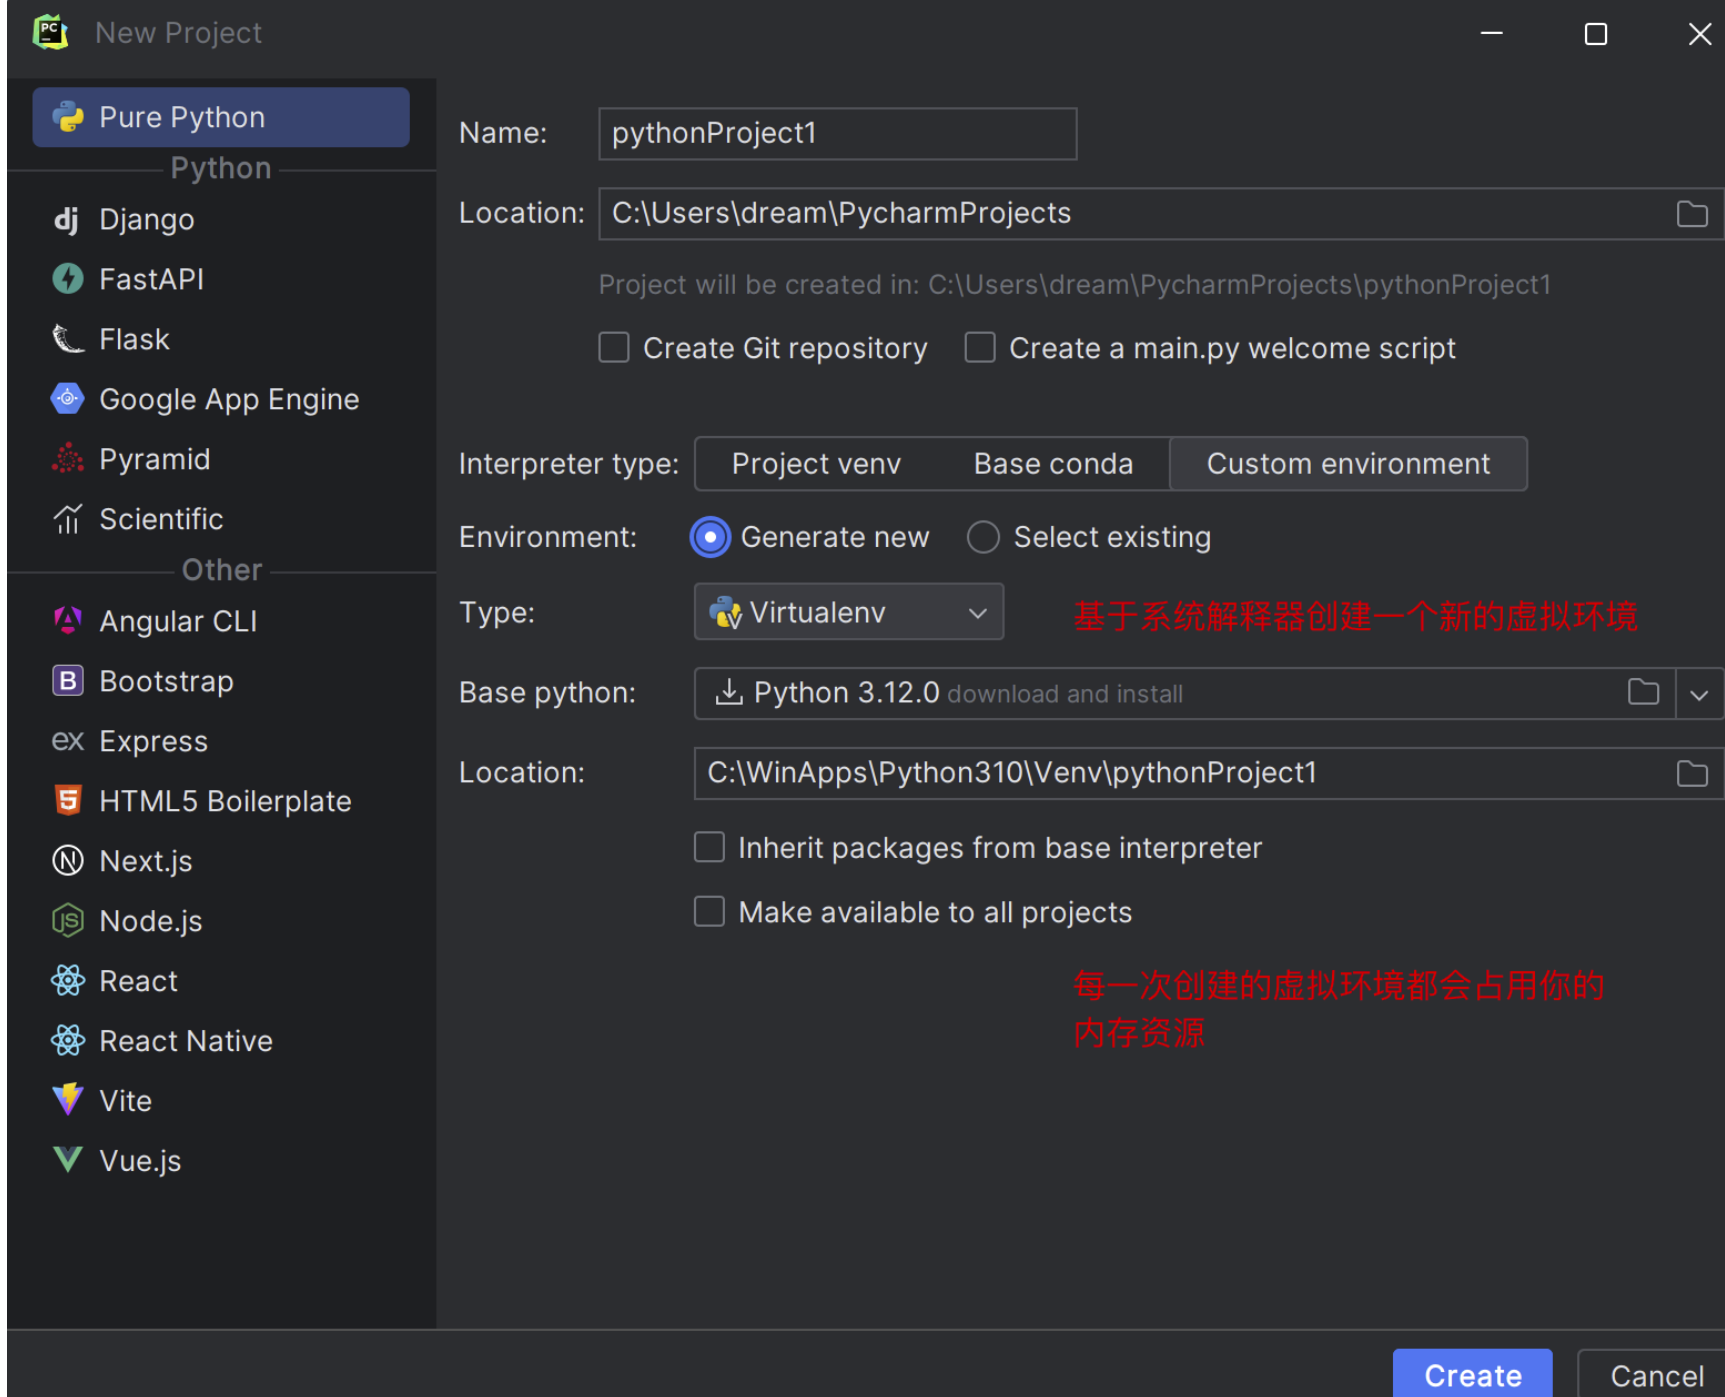 New Project
Pure Python
Python
Django
FastAPI
Flask
Google App Engine
Pyramid
Scientific
Other
Angular CLI
Bootstrap
Express
HTML5 Boilerplate
Next.js
Node.js
React
React Native
Vite
Vue.js
Name: pythonProject1
Location: C:\Users\dream\PycharmProjects
Project will be created in: C:\Users\dream\PycharmProjects\pythonProject1
Create Git repository Create a main.py welcome script
Interpreter type: Project venv Base conda Custom environment
Environment: Generate new Select existing
Type: Virtualenv 基于系统解释器创建一个新的虚拟环境
Base python: Python 3.12.0 download and install
Location: C:\WinApps\Python310\Venv\pythonProject1
Inherit packages from base interpreter
Make available to all projects
每一次创建的虚拟环境都会占用你的
内存资源
Create Cancel